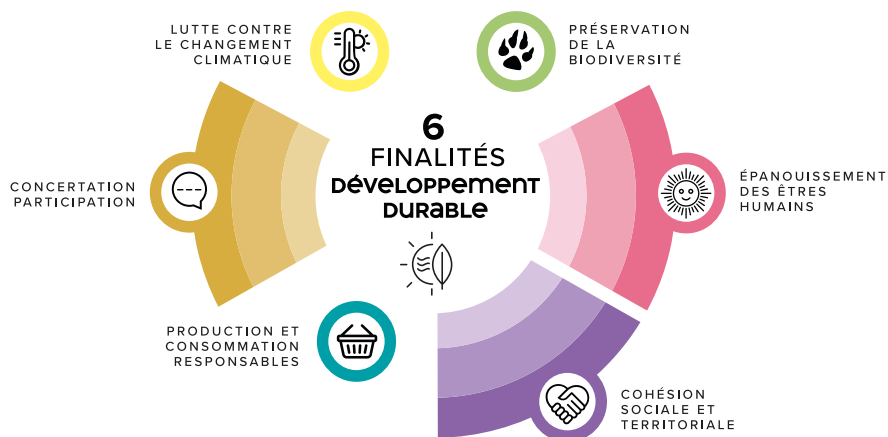 LUTTE CONTRE
LE CHANGEMENT
CLIMATIQUE
PRÉSERVATION
DE LA
BIODIVERSITÉ
6
FINALITÉS
DÉVELOPPEMENT
DURABLE
CONCERTATION
PARTICIPATION
ÉPANOUISSEMENT
DES ÊTRES
HUMAINS
PRODUCTION ET
CONSOMMATION
RESPONSABLES
COHÉSION
SOCIALE ET
TERRITORIALE